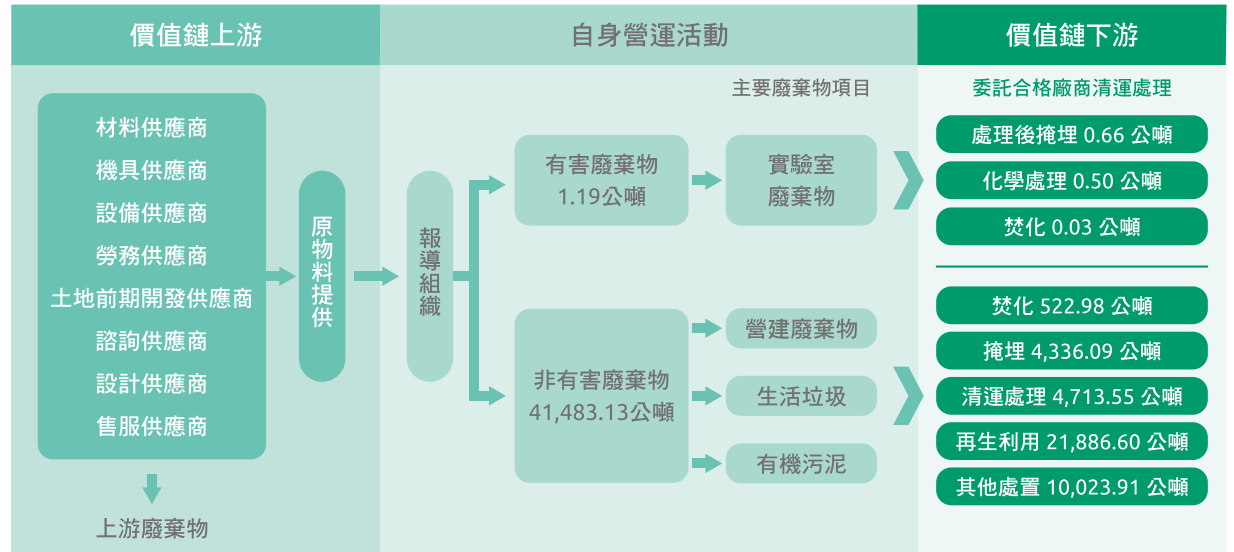 價值鏈上游
材料供應商
機具供應商
設備供應商
勞務供應商
土地前期開發供應商
諮詢供應商
設計供應商
售服供應商
上游廢棄物
原物料提供
自身營運活動
報導組織
主要廢棄物項目
有害廢棄物
1.19公噸
實驗室
廢棄物
非有害廢棄物
41,483.13公噸
營建廢棄物
生活垃圾
有機污泥
價值鏈下游
委託合格廠商清運處理
處理後掩埋 0.66 公噸
化學處理 0.50 公噸
焚化 0.03 公噸
焚化 522.98 公噸
掩埋 4,336.09 公噸
清運處理 4,713.55 公噸
再生利用 21,886.60 公噸
其他處置 10,023.91 公噸